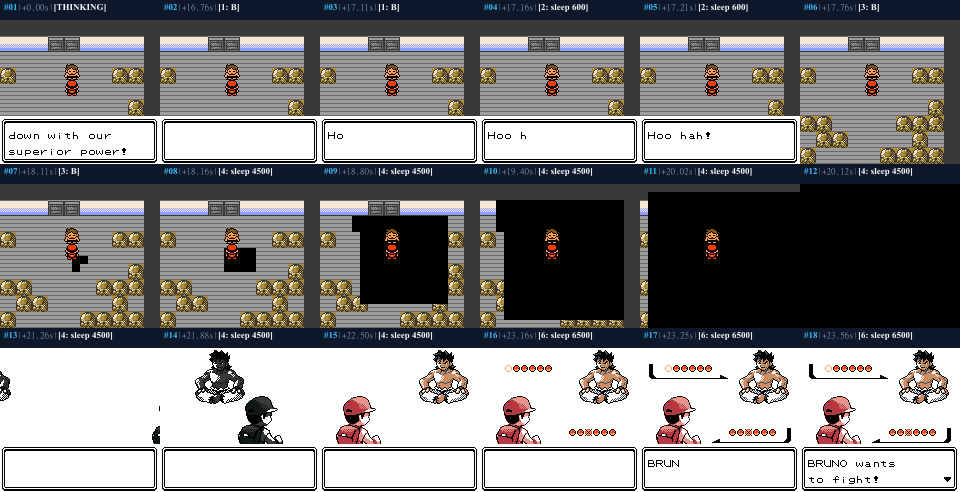 #01|+0.00s|[THINKING]
#02|+16.76s|[1: B]
#03|+17.11s|[1: B]
#04|+17.16s|[2: sleep 600]
#05|+17.21s|[2: sleep 600]
#06|+17.76s|[3: B]
down with our
superior power!
Ho
Hoo h
Hoo hah!
#07|+18.11s|[3: B]
#08|+18.16s|[4: sleep 4500]
#09|+18.80s|[4: sleep 4500]
#10|+19.40s|[4: sleep 4500]
#11|+20.02s|[4: sleep 4500]
#12|+20.12s|[4: sleep 4500]
#13|+21.26s|[4: sleep 4500]
#14|+21.88s|[4: sleep 4500]
#15|+22.50s|[4: sleep 4500]
#16|+23.16s|[6: sleep 6500]
#17|+23.25s|[6: sleep 6500]
#18|+23.56s|[6: sleep 6500]
BRUN
BRUNO wants
to fight!